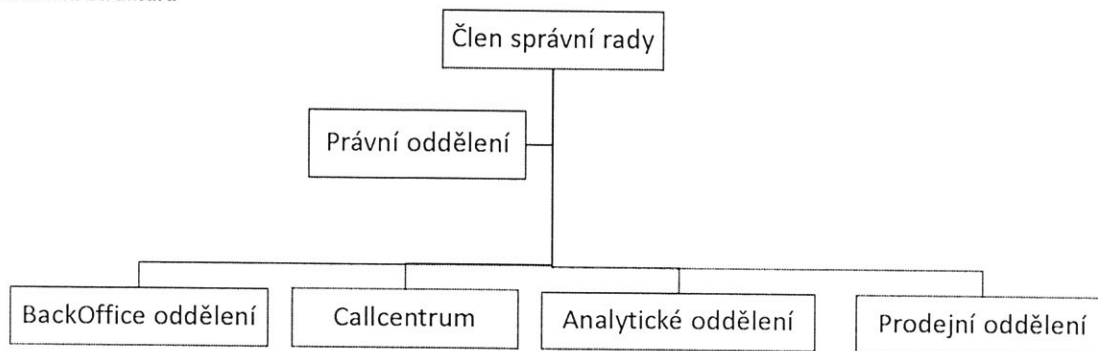 Člen správní rady
Právní oddělení
BackOffice oddělení
Callcentrum
Analytické oddělení
Prodejní oddělení